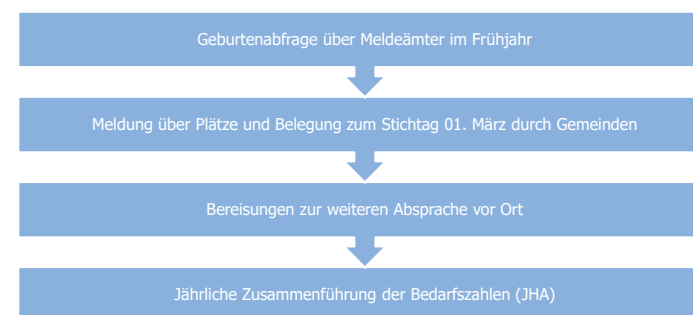 Geburtenabfrage über Meldeämter im Frühjahr
Meldung über Plätze und Belegung zum Stichtag 01. März durch Gemeinden
Bereisungen zur weiteren Absprache vor Ort
Jährliche Zusammenführung der Bedarfszahlen (JHA)